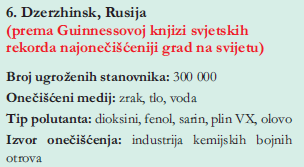 6. Dzerzhinsk, Rusija
(prema Guinnessovoj knjizi svjetskih
rekorda najonečišćeniji grad na svijetu)
Broj ugroženih stanovnika: 300 000
Onečišćeni medij: zrak, tlo, voda
Tip polutanta: dioksini, fenol, sarin, plin VX, olovo
Izvor onečišćenja: industrija kemijskih bojnih
otrova